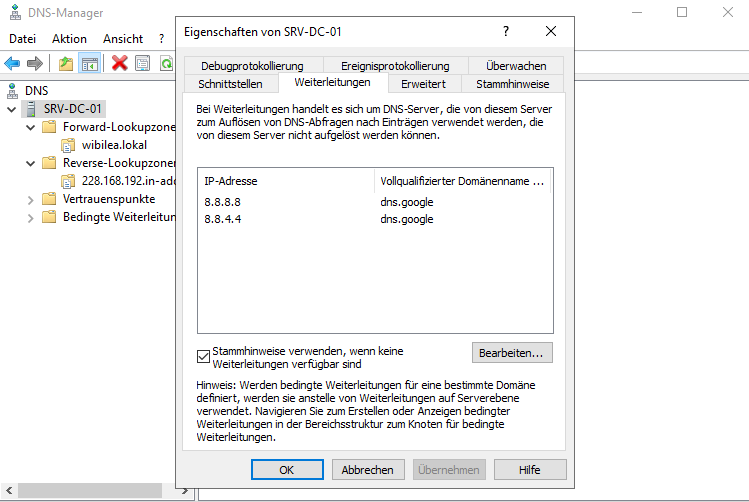 DNS-Manager
Datei Aktion Ansicht ?
DNS
SRV-DC-01
Forward-Lookupzone
wibilea.lokal
Reverse-Lookupzonen
228.168.192.in-add
Vertrauenspunkte
Bedingte Weiterleitun
Eigenschaften von SRV-DC-01
?
Debugprotokollierung Ereignisprotokollierung Überwachen
Schnittstellen Weiterleitungen Erweitert Stammhinweise
Bei Weiterleitungen handelt es sich um DNS-Server, die von diesem Server
zum Auflösen von DNS-Abfragen nach Einträgen verwendet werden, die
von diesem Server nicht aufgelöst werden können.
IP-Adresse Vollqualifizierter Domänenname ...
8.8.8.8 dns.google
8.8.4.4 dns.google
Stammhinweise verwenden, wenn keine
Weiterleitungen verfügbar sind
Bearbeiten...
Hinweis: Werden bedingte Weiterleitungen für eine bestimmte Domäne
definiert, werden sie anstelle von Weiterleitungen auf Serverebene
verwendet. Navigieren Sie zum Erstellen oder Anzeigen bedingter
Weiterleitungen in der Bereichsstruktur zum Knoten für bedingte
Weiterleitungen.
OK Abbrechen Übernehmen Hilfe